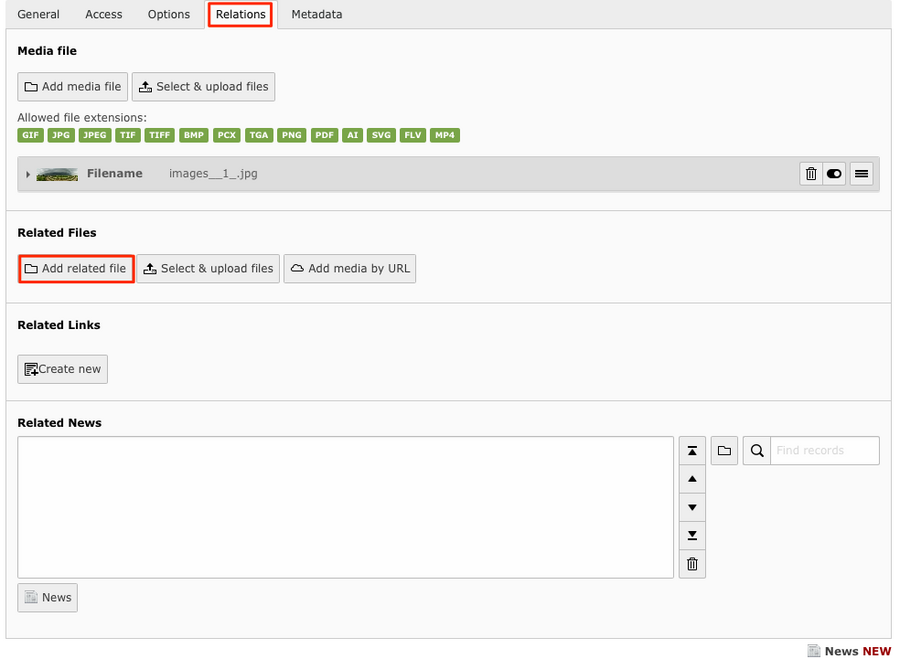 General Access Options Relations Metadata
Media file
Add media file Select & upload files
Allowed file extensions:
GIF JPG JPEG TIF TIFF BMP PCX TGA PNG PDF AI SVG FLV MP4
Filename images__1_.jpg
Related Files
Add related file Select & upload files Add media by URL
Related Links
Create new
Related News
Find records
News
News NEW